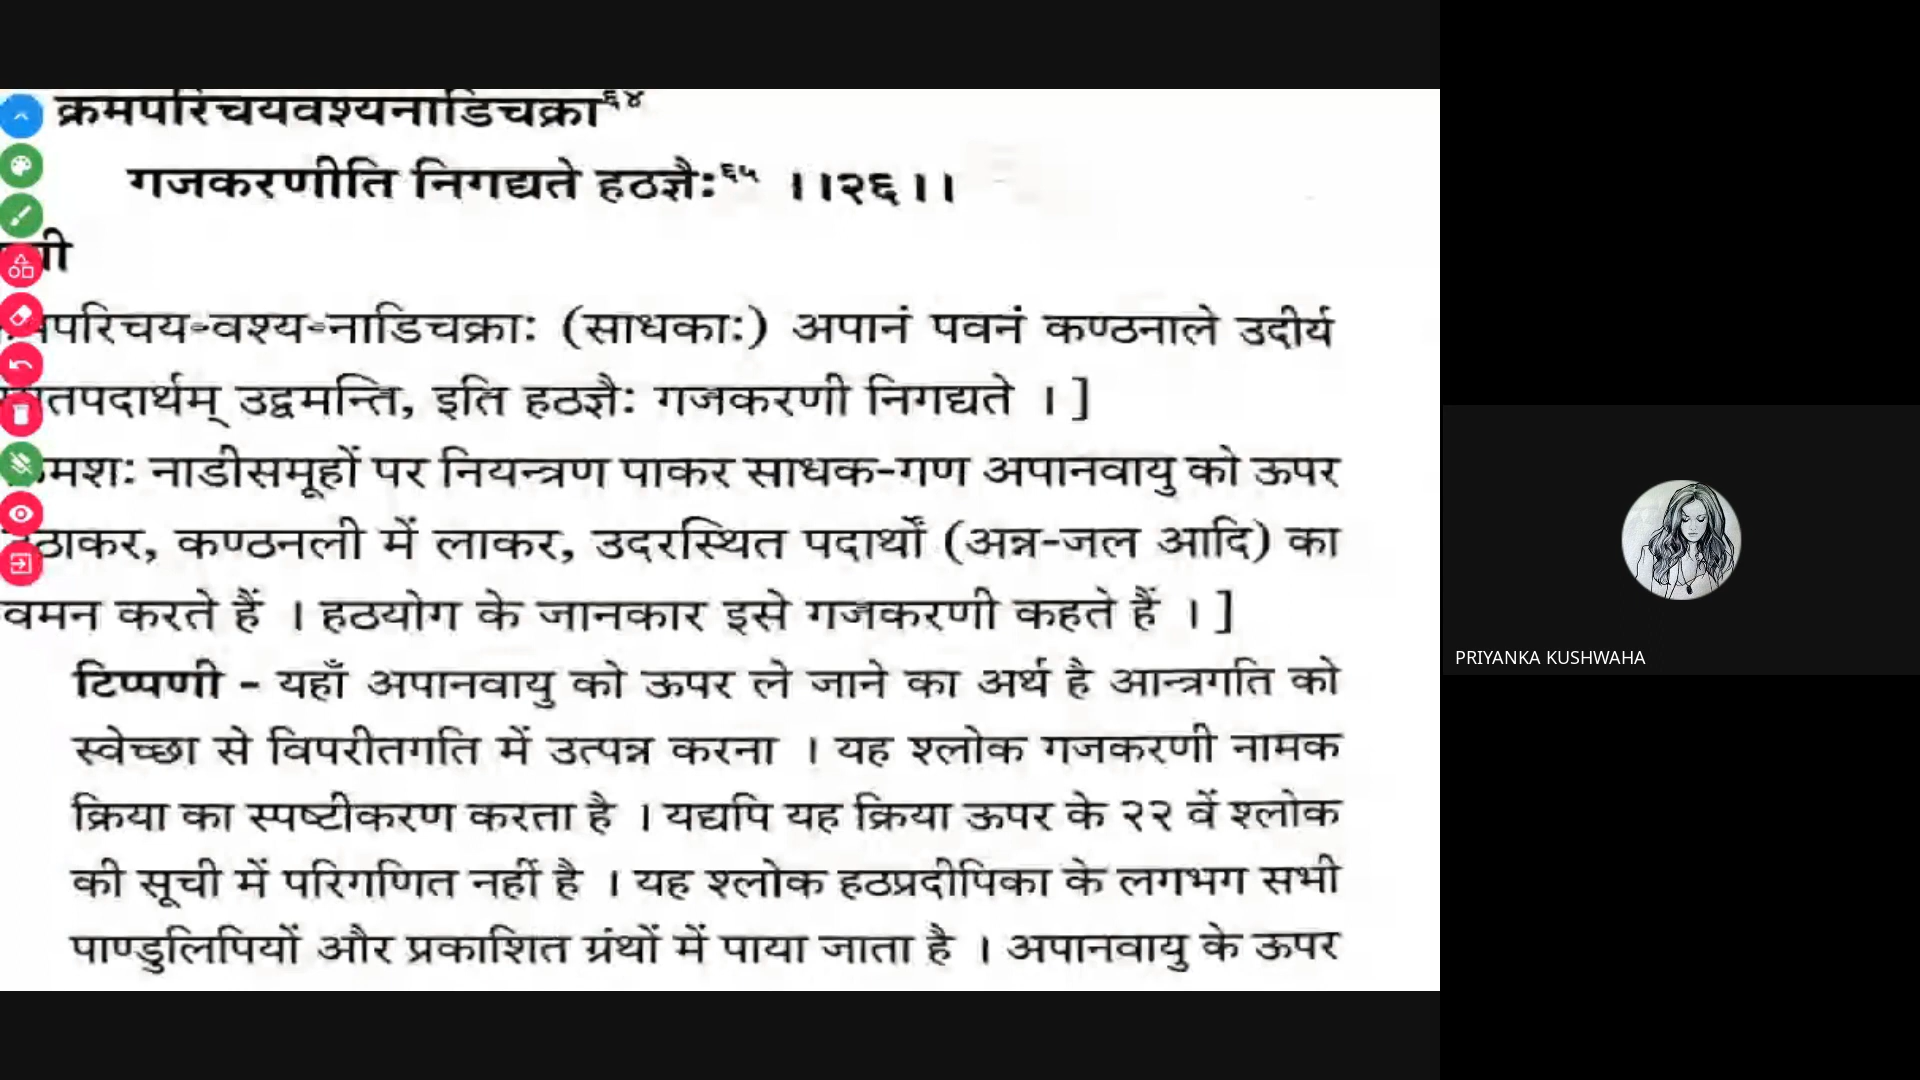 क्रमपरिचयवश्यनाडिचक्रा६४
गजकरणीति निगद्यते हठज्ञैः६५ ।।२६।।
परिचय-वश्य-नाडिचक्राः (साधकाः) अपानं पवनं कण्ठनाले उदीर्य
तपदार्थम् उद्वमन्ति, इति हठज्ञैः गजकरणी निगद्यते । ]
मशः नाडीसमूहों पर नियन्त्रण पाकर साधक-गण अपानवायु को ऊपर
ठाकर, कण्ठनली में लाकर, उदरस्थित पदार्थों (अन्न-जल आदि) का
वमन करते हैं । हठयोग के जानकार इसे गजकरणी कहते हैं । ]
टिप्पणी - यहाँ अपानवायु को ऊपर ले जाने का अर्थ है आन्त्रगति को
स्वेच्छा से विपरीतगति में उत्पन्न करना । यह श्लोक गजकरणी नामक
क्रिया का स्पष्टीकरण करता है । यद्यपि यह क्रिया ऊपर के २२ वें श्लोक
की सूची में परिगणित नहीं है । यह श्लोक हठप्रदीपिका के लगभग सभी
पाण्डुलिपियों और प्रकाशित ग्रंथों में पाया जाता है । अपानवायु के ऊपर
PRIYANKA KUSHWAHA